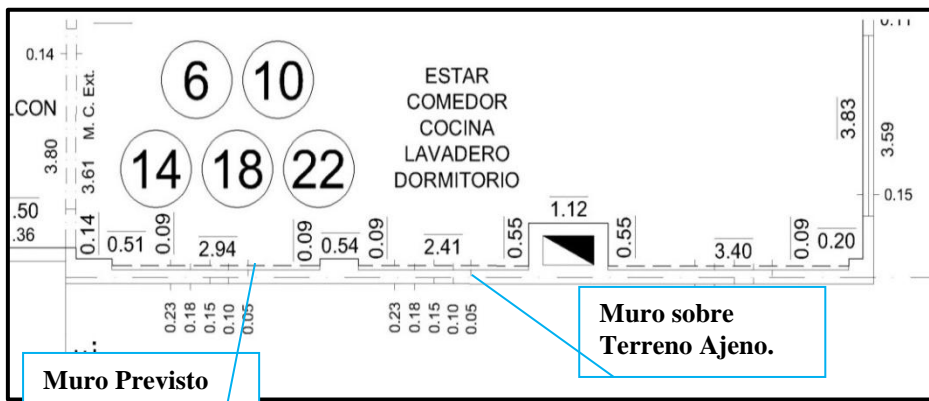 0.11
0.14
6 10
ESTAR
COMEDOR
COCINA
LAVADERO
DORMITORIO
M. C. Ext.
LCON
3.80
3.61
14 18 22
3.83
3.59
0.15
.50
.36
0.14
0.51
0.09
2.94
0.09
0.54
0.09
2.41
0.55
1.12
0.55
3.40
0.09
0.20
0.23 0.18 0.15 0.10 0.05
0.23 0.18 0.15 0.10 0.05
Muro sobre
Terreno Ajeno.
Muro Previsto